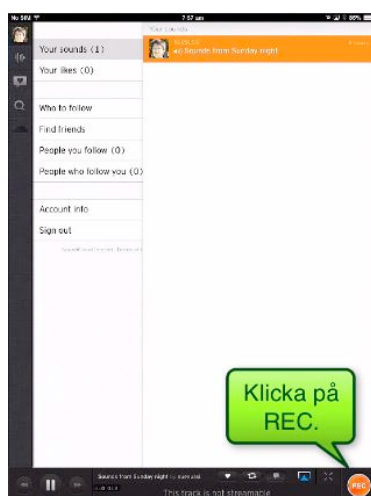 No SIM
7:57 am
86%
Your sounds
Your sounds (1)
Sounds from Sunday night
Your likes (0)
Who to follow
Find friends
People you follow (0)
People who follow you (0)
Account info
Sign out
Klicka på
REC.
Sounds from Sunday night
This track is not streamable
REC